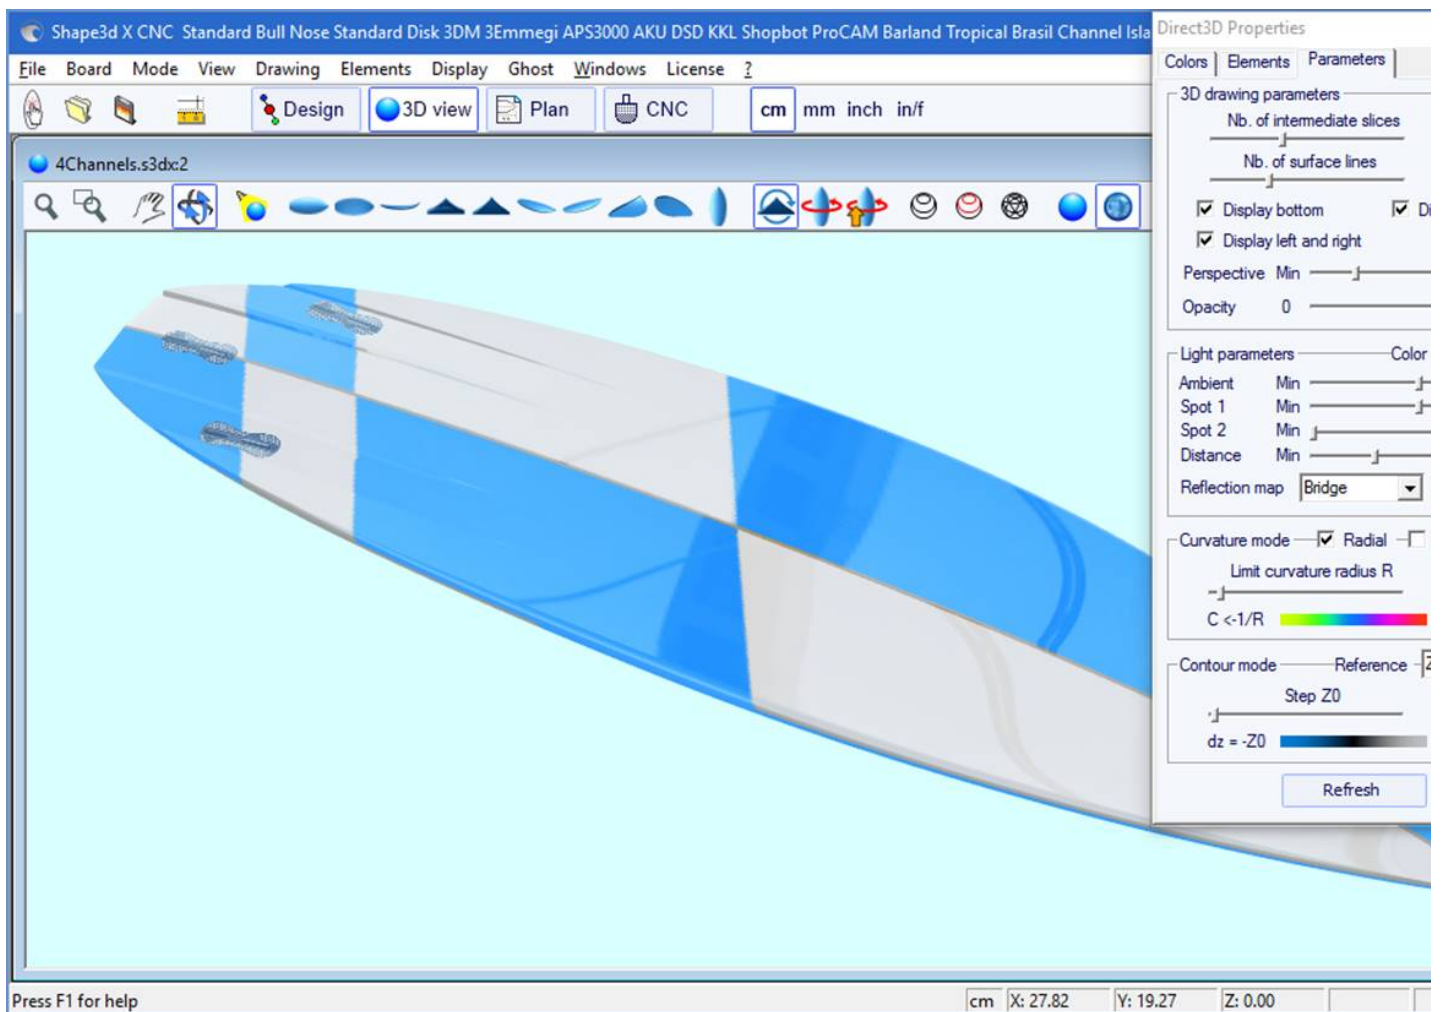 Shape3d X CNC Standard Bull Nose Standard Disk 3DM 3Emmegi APS3000 AKU DSD KKL Shopbot ProCAM Barland Tropical Brasil Channel Isla
Direct3D Properties
File Board Mode View Drawing Elements Display Ghost Windows License ?
Colors Elements Parameters
Design 3D view Plan CNC cm mm inch in/f
3D drawing parameters
Nb. of intermediate slices
4Channels.s3dx:2
Nb. of surface lines
Display bottom Di
Display left and right
Perspective Min
Opacity 0
Light parameters Color
Ambient Min
Spot 1 Min
Spot 2 Min
Distance Min
Reflection map Bridge
Curvature mode Radial
Limit curvature radius R
C <-1/R
Contour mode Reference Z
Step Z0
dz = -Z0
Refresh
Press F1 for help cm X: 27.82 Y: 19.27 Z: 0.00